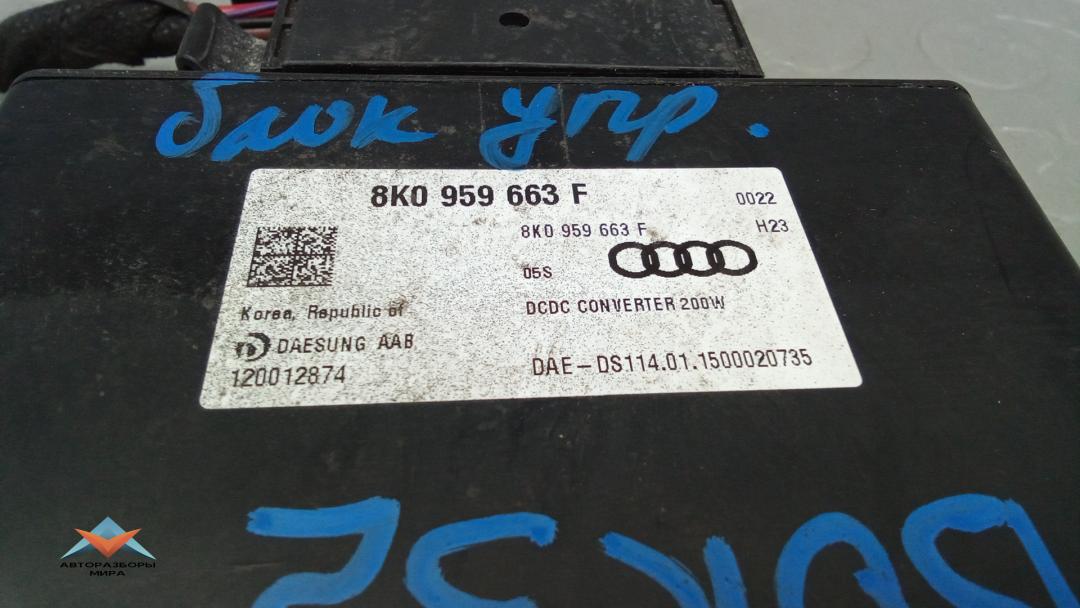 блок упр.
8K0 959 663 F
0022
8K0 959 663 F
H23
05S
DCDC CONVERTER 200W
Korea, Republic of
DAESUNG AAB
120012874
DAE-DS114.01.1500020735
АВТОРАЗБОРЫ
МИРА